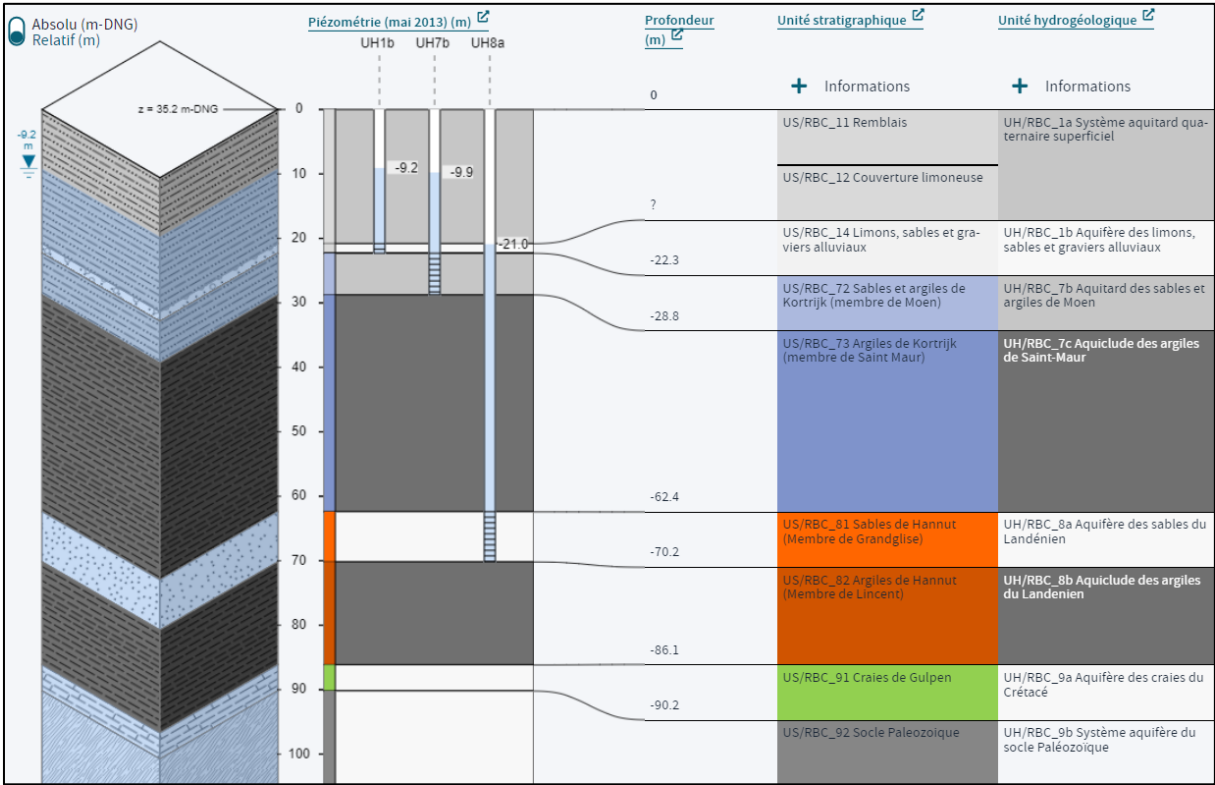 Absolu (m-DNG)
Relatif (m)
Piézométrie (mai 2013) (m)
UH1b UH7b UH8a
Profondeur
(m)
Unité stratigraphique
Unité hydrogéologique
+ Informations
+ Informations
z = 35.2 m-DNG
-9.2
m
0
10
20
30
40
50
60
70
80
90
100
-9.2
-9.9
-21.0
0
?
-22.3
-28.8
-62.4
-70.2
-86.1
-90.2
US/RBC_11 Remblais
US/RBC_12 Couverture limoneuse
US/RBC_14 Limons, sables et gra-
viers alluviaux
US/RBC_72 Sables et argiles de
Kortrijk (membre de Moen)
US/RBC_73 Argiles de Kortrijk
(membre de Saint Maur)
US/RBC_81 Sables de Hannut
(Membre de Grandglise)
US/RBC_82 Argiles de Hannut
(Membre de Lincent)
US/RBC_91 Craies de Gulpen
US/RBC_92 Socle Paleozoique
UH/RBC_1a Système aquitard qua-
ternaire superficiel
UH/RBC_1b Aquifère des limons,
sables et graviers alluviaux
UH/RBC_7b Aquitard des sables et
argiles de Moen
UH/RBC_7c Aquiclude des argiles
de Saint-Maur
UH/RBC_8a Aquifère des sables du
Landénien
UH/RBC_8b Aquiclude des argiles
du Landenien
UH/RBC_9a Aquifère des craies du
Crétacé
UH/RBC_9b Système aquifère du
socle Paléozoïque